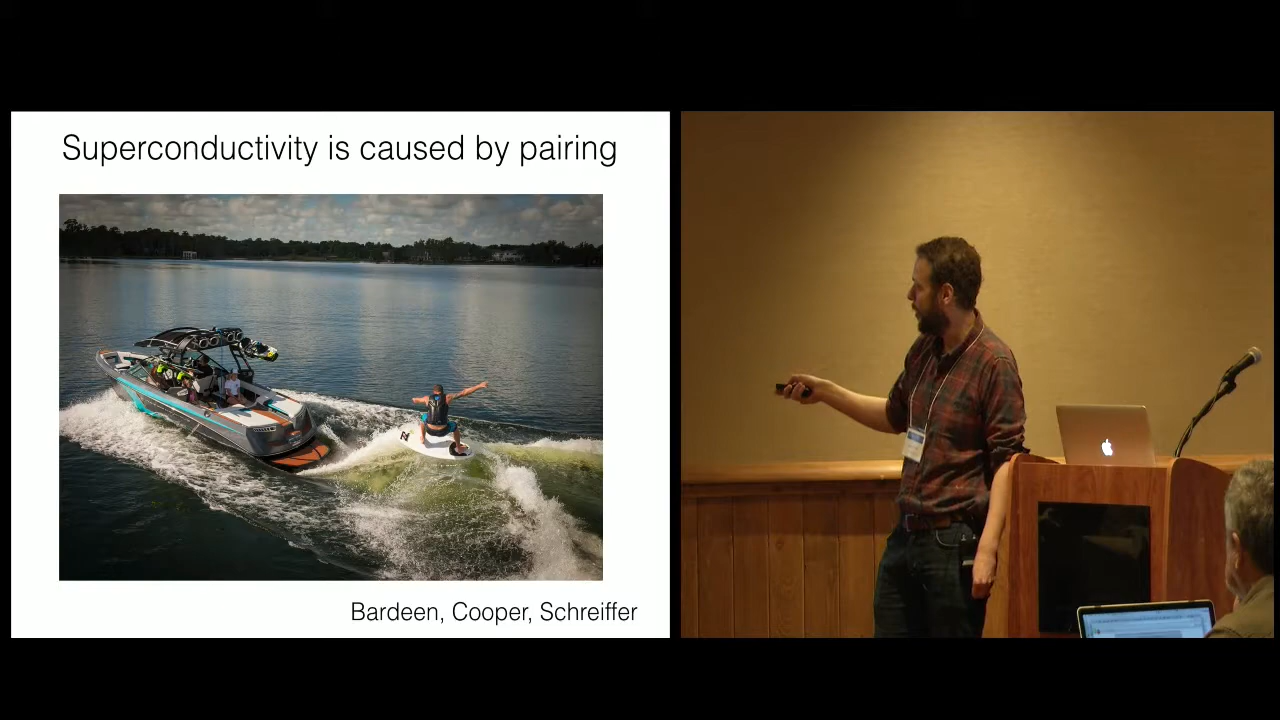 Superconductivity is caused by pairing
Bardeen, Cooper, Schreiffer